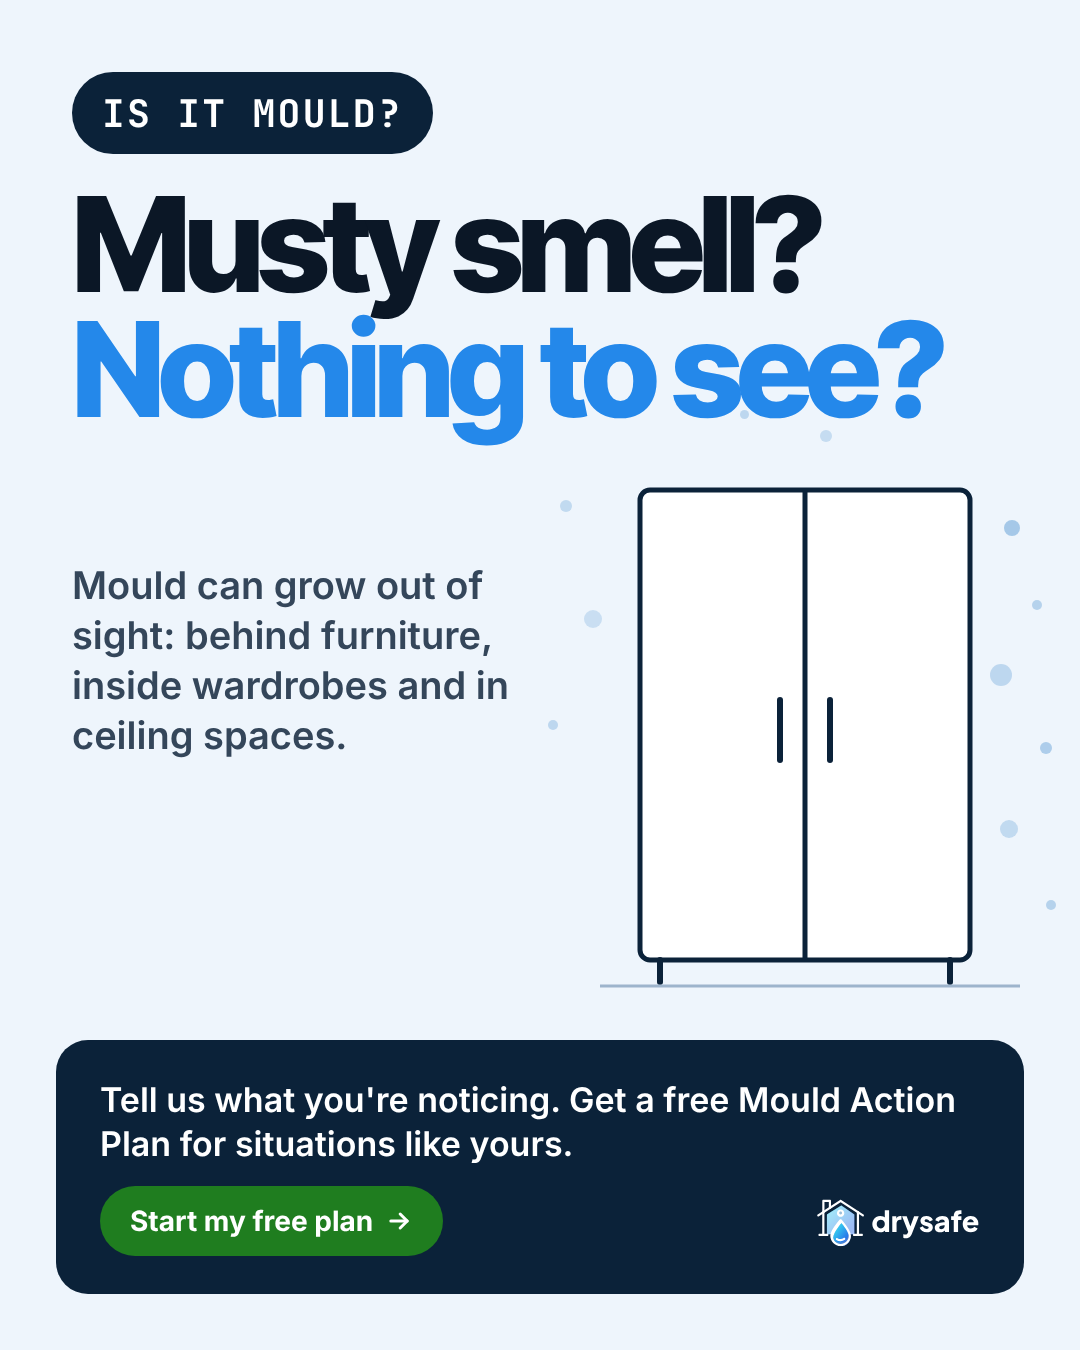 IS IT MOULD?
Musty smell?
Nothing to see?
Mould can grow out of
sight: behind furniture,
inside wardrobes and in
ceiling spaces.
Tell us what you're noticing. Get a free Mould Action
Plan for situations like yours.
Start my free plan →
drysafe